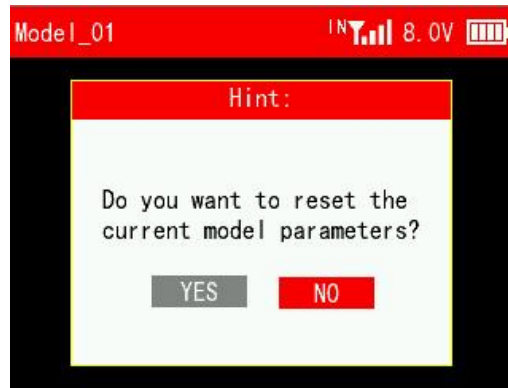 Model_01 IN 8.0V
Hint:
Do you want to reset the
current model parameters?
YES NO